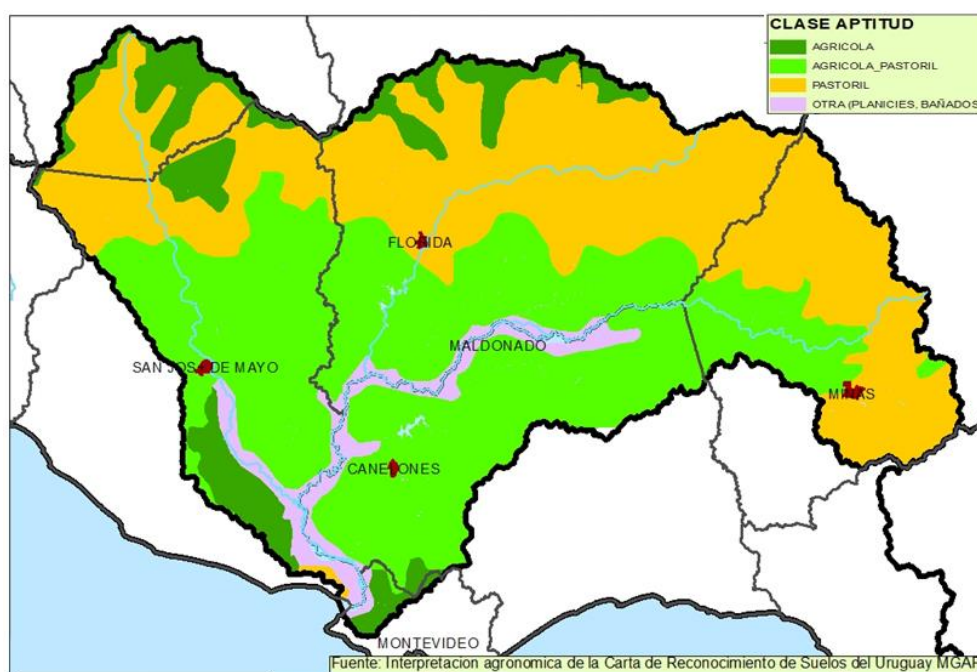 CLASE APTITUD
AGRICOLA
AGRICOLA_PASTORIL
PASTORIL
OTRA (PLANICIES, BAÑADOS
FLORIDA
MALDONADO
SAN JOSE DE MAYO
MINAS
CANELONES
MONTEVIDEO
Fuente: Interpretacion agronomica de la Carta de Reconocimiento de Suelos del Uruguay MGAP